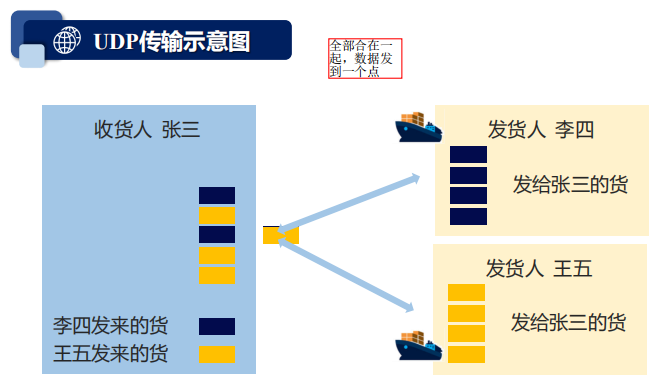 UDP传输示意图
全部合在一
起，数据发
到一个点
收货人 张三
发货人 李四
发给张三的货
发货人 王五
发给张三的货
李四发来的货
王五发来的货